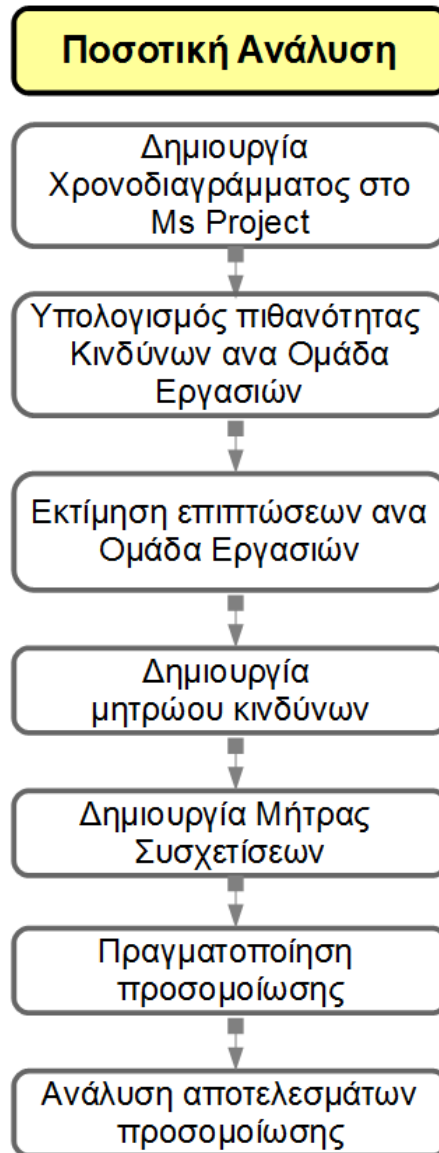 Ποσοτική Ανάλυση
Δημιουργία
Χρονοδιαγράμματος στο
Ms Project
Υπολογισμός πιθανότητας
Κινδύνων ανα Ομάδα
Εργασιών
Εκτίμηση επιπτώσεων ανα
Ομάδα Εργασιών
Δημιουργία
μητρώου κινδύνων
Δημιουργία Μήτρας
Συσχετίσεων
Πραγματοποίηση
προσομοίωσης
Ανάλυση αποτελεσμάτων
προσομοίωσης